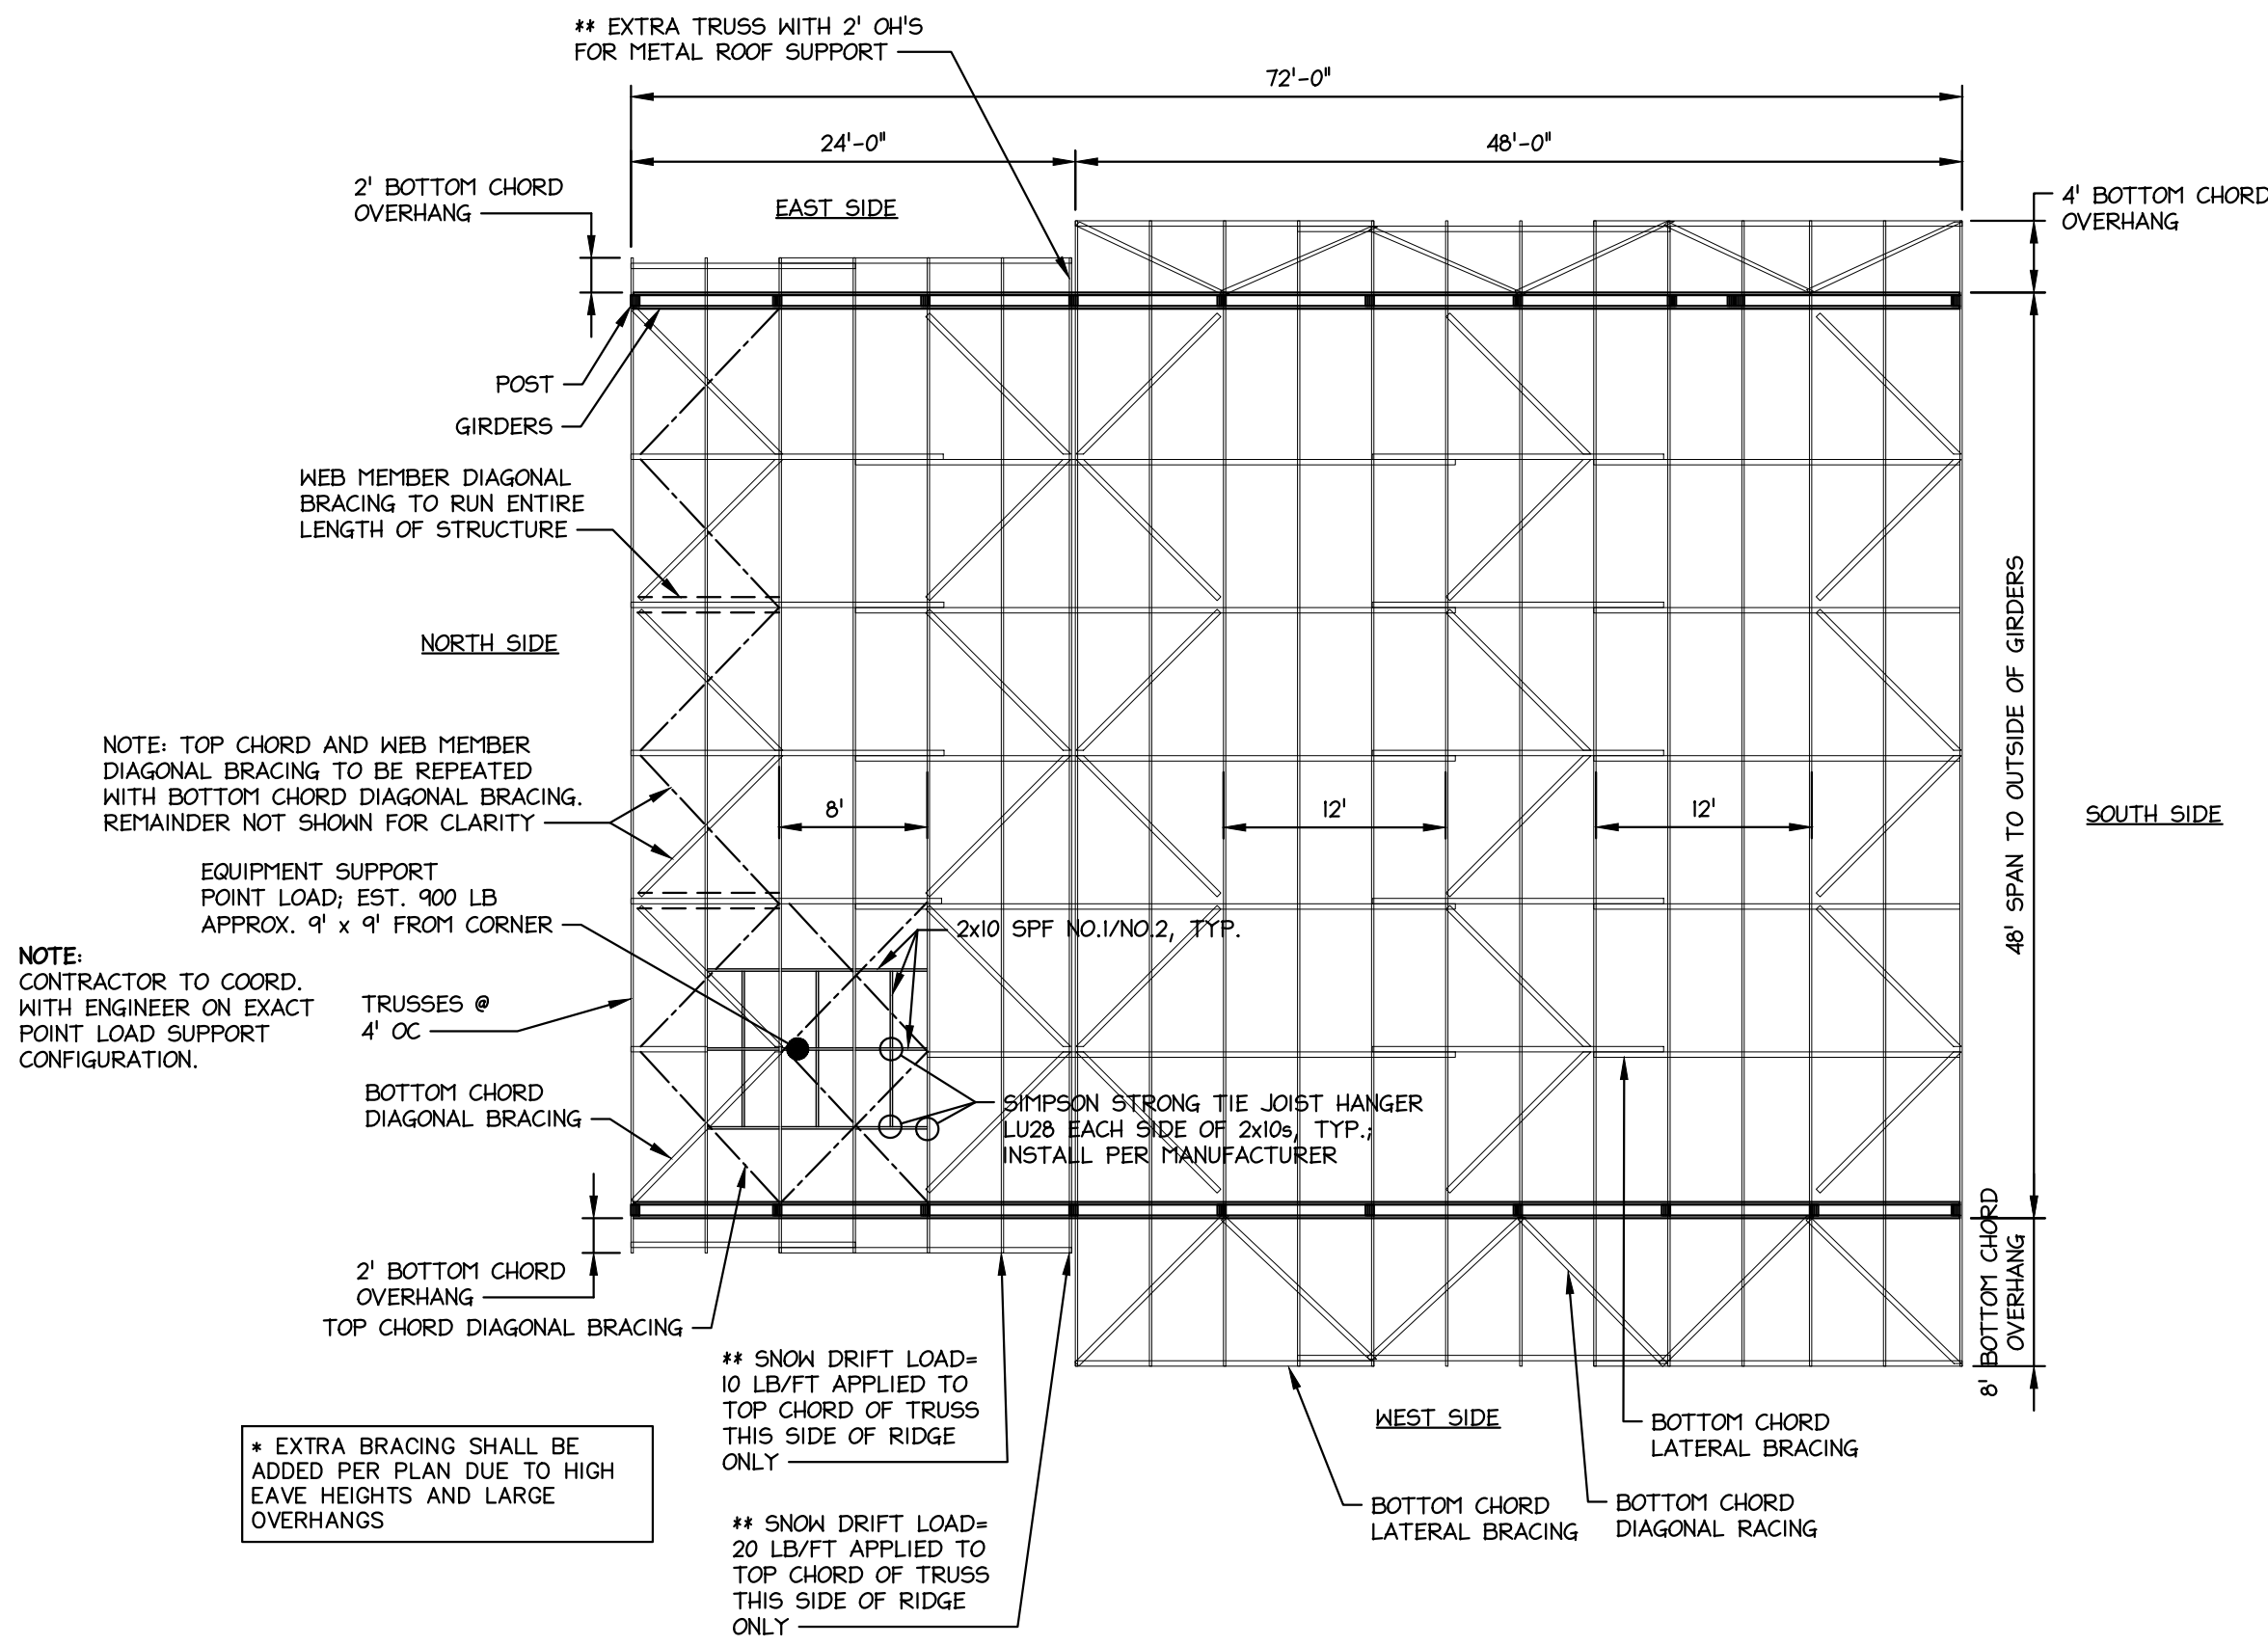 ** EXTRA TRUSS WITH 2' OH'S
FOR METAL ROOF SUPPORT
72'-0"
24'-0"
48'-0"
2' BOTTOM CHORD
OVERHANG
EAST SIDE
4' BOTTOM CHORD
OVERHANG
POST
GIRDERS
WEB MEMBER DIAGONAL
BRACING TO RUN ENTIRE
LENGTH OF STRUCTURE
NORTH SIDE
NOTE: TOP CHORD AND WEB MEMBER
DIAGONAL BRACING TO BE REPEATED
WITH BOTTOM CHORD DIAGONAL BRACING.
REMAINDER NOT SHOWN FOR CLARITY
8'
12'
12'
48' SPAN TO OUTSIDE OF GIRDERS
SOUTH SIDE
EQUIPMENT SUPPORT
POINT LOAD; EST. 900 LB
APPROX. 9' x 9' FROM CORNER
2x10 SPF NO.1/NO.2, TYP.
NOTE:
CONTRACTOR TO COORD.
WITH ENGINEER ON EXACT
POINT LOAD SUPPORT
CONFIGURATION.
TRUSSES @
4' OC
BOTTOM CHORD
DIAGONAL BRACING
SIMPSON STRONG TIE JOIST HANGER
LU28 EACH SIDE OF 2x10s, TYP.;
INSTALL PER MANUFACTURER
2' BOTTOM CHORD
OVERHANG
TOP CHORD DIAGONAL BRACING
8' BOTTOM CHORD
OVERHANG
** SNOW DRIFT LOAD=
10 LB/FT APPLIED TO
TOP CHORD OF TRUSS
THIS SIDE OF RIDGE
ONLY
WEST SIDE
BOTTOM CHORD
LATERAL BRACING
* EXTRA BRACING SHALL BE
ADDED PER PLAN DUE TO HIGH
EAVE HEIGHTS AND LARGE
OVERHANGS
BOTTOM CHORD
LATERAL BRACING
BOTTOM CHORD
DIAGONAL RACING
** SNOW DRIFT LOAD=
20 LB/FT APPLIED TO
TOP CHORD OF TRUSS
THIS SIDE OF RIDGE
ONLY